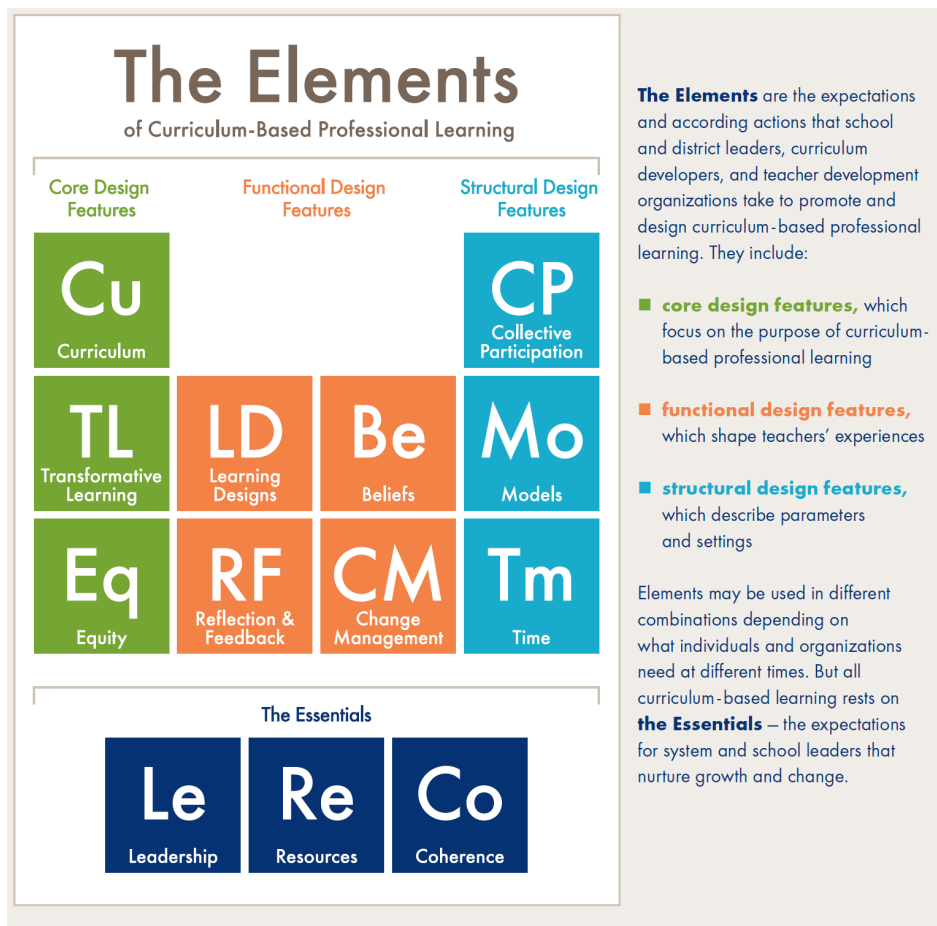 The Elements
of Curriculum-Based Professional Learning
Core Design
Features
Functional Design
Features
Structural Design
Features
Cu
Curriculum
CP
Collective
Participation
TL
Transformative
Learning
LD
Learning
Designs
Be
Beliefs
Mo
Models
Eq
Equity
RF
Reflection &
Feedback
CM
Change
Management
Tm
Time
The Essentials
Le
Leadership
Re
Resources
Co
Coherence
The Elements are the expectations
and according actions that school
and district leaders, curriculum
developers, and teacher development
organizations take to promote and
design curriculum-based professional
learning. They include:
core design features, which
focus on the purpose of curriculum-
based professional learning
functional design features,
which shape teachers’ experiences
structural design features,
which describe parameters
and settings
Elements may be used in different
combinations depending on
what individuals and organizations
need at different times. But all
curriculum-based learning rests on
the Essentials — the expectations
for system and school leaders that
nurture growth and change.